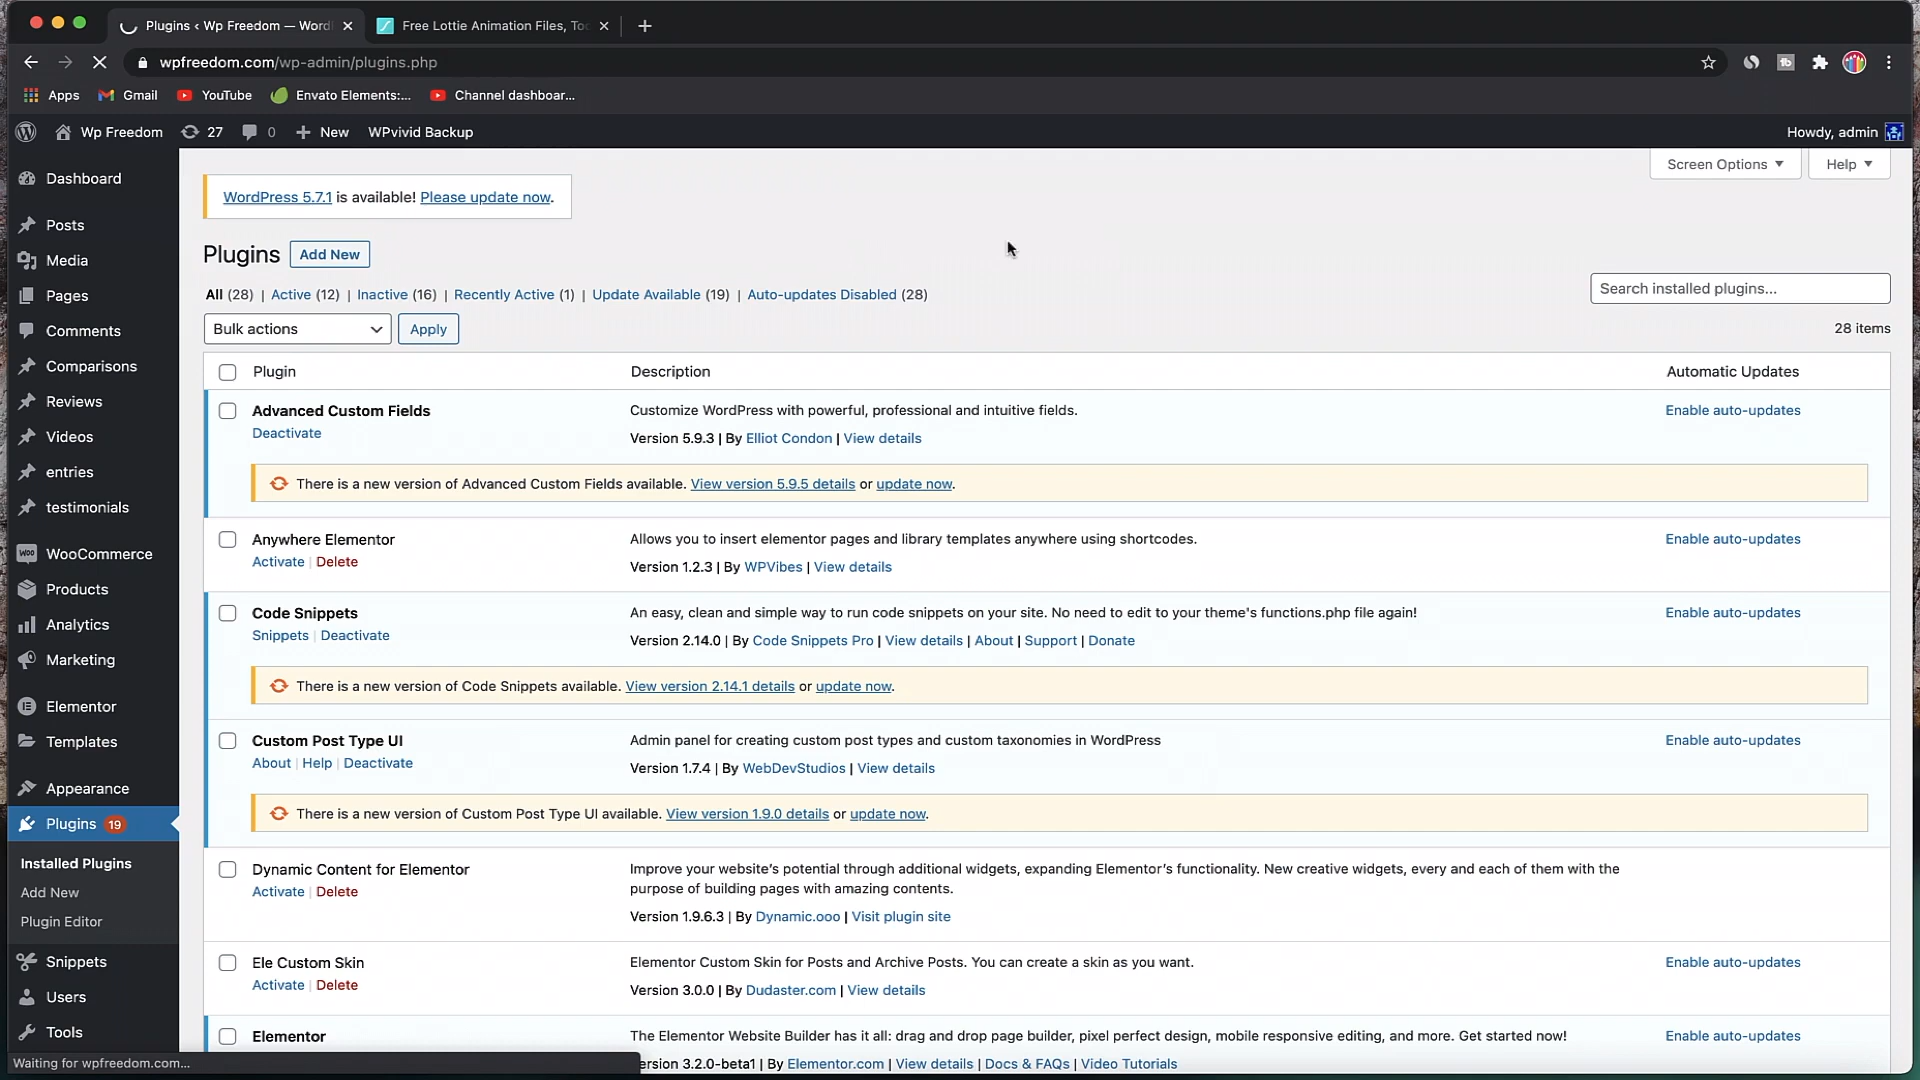 Plugins ‹ Wp Freedom — Word
Free Lottie Animation Files, Too
wpfreedom.com/wp-admin/plugins.php
Apps Gmail YouTube Envato Elements:... Channel dashboar...
Wp Freedom 27 0 New WPvivid Backup Howdy, admin
Screen Options Help
WordPress 5.7.1 is available! Please update now.
Plugins Add New
All (28) | Active (12) | Inactive (16) | Recently Active (1) | Update Available (19) | Auto-updates Disabled (28)
Search installed plugins...
Bulk actions Apply
28 items
Plugin Description Automatic Updates
Advanced Custom Fields Customize WordPress with powerful, professional and intuitive fields. Enable auto-updates
Deactivate Version 5.9.3 | By Elliot Condon | View details
There is a new version of Advanced Custom Fields available. View version 5.9.5 details or update now.
Anywhere Elementor Allows you to insert elementor pages and library templates anywhere using shortcodes. Enable auto-updates
Activate | Delete Version 1.2.3 | By WPVibes | View details
Code Snippets An easy, clean and simple way to run code snippets on your site. No need to edit to your theme's functions.php file again! Enable auto-updates
Snippets | Deactivate Version 2.14.0 | By Code Snippets Pro | View details | About | Support | Donate
There is a new version of Code Snippets available. View version 2.14.1 details or update now.
Custom Post Type UI Admin panel for creating custom post types and custom taxonomies in WordPress Enable auto-updates
About | Help | Deactivate Version 1.7.4 | By WebDevStudios | View details
There is a new version of Custom Post Type UI available. View version 1.9.0 details or update now.
Dynamic Content for Elementor Improve your website’s potential through additional widgets, expanding Elementor’s functionality. New creative widgets, every and each of them with the
Activate | Delete purpose of building pages with amazing contents.
Version 1.9.6.3 | By Dynamic.ooo | Visit plugin site
Ele Custom Skin Elementor Custom Skin for Posts and Archive Posts. You can create a skin as you want. Enable auto-updates
Activate | Delete Version 3.0.0 | By Dudaster.com | View details
Elementor The Elementor Website Builder has it all: drag and drop page builder, pixel perfect design, mobile responsive editing, and more. Get started now! Enable auto-updates
ersion 3.2.0-beta1 | By Elementor.com | View details | Docs & FAQs | Video Tutorials
Dashboard
Posts
Media
Pages
Comments
Comparisons
Reviews
Videos
entries
testimonials
WooCommerce
Products
Analytics
Marketing
Elementor
Templates
Appearance
Plugins 19
Installed Plugins
Add New
Plugin Editor
Snippets
Users
Tools
Waiting for wpfreedom.com...